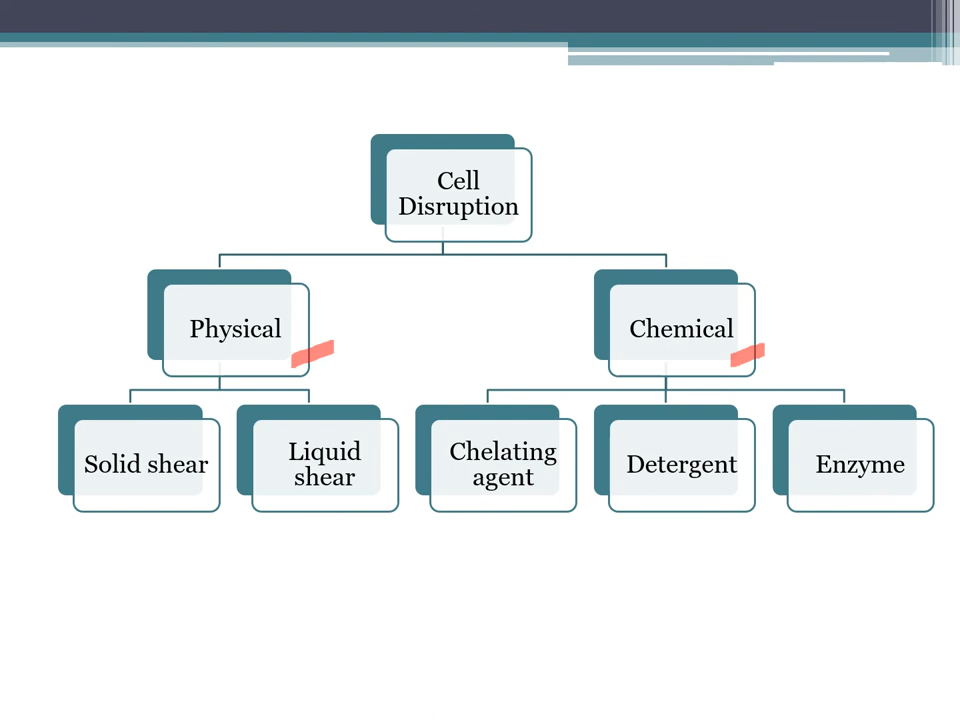 Cell
Disruption
Physical
Chemical
Solid shear
Liquid
shear
Chelating
agent
Detergent
Enzyme